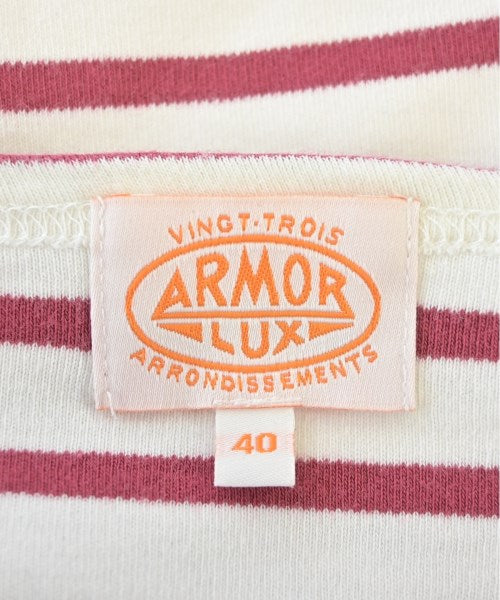 VINGT-TROIS
ARMOR
LUX
ARRONDISSEMENTS
40